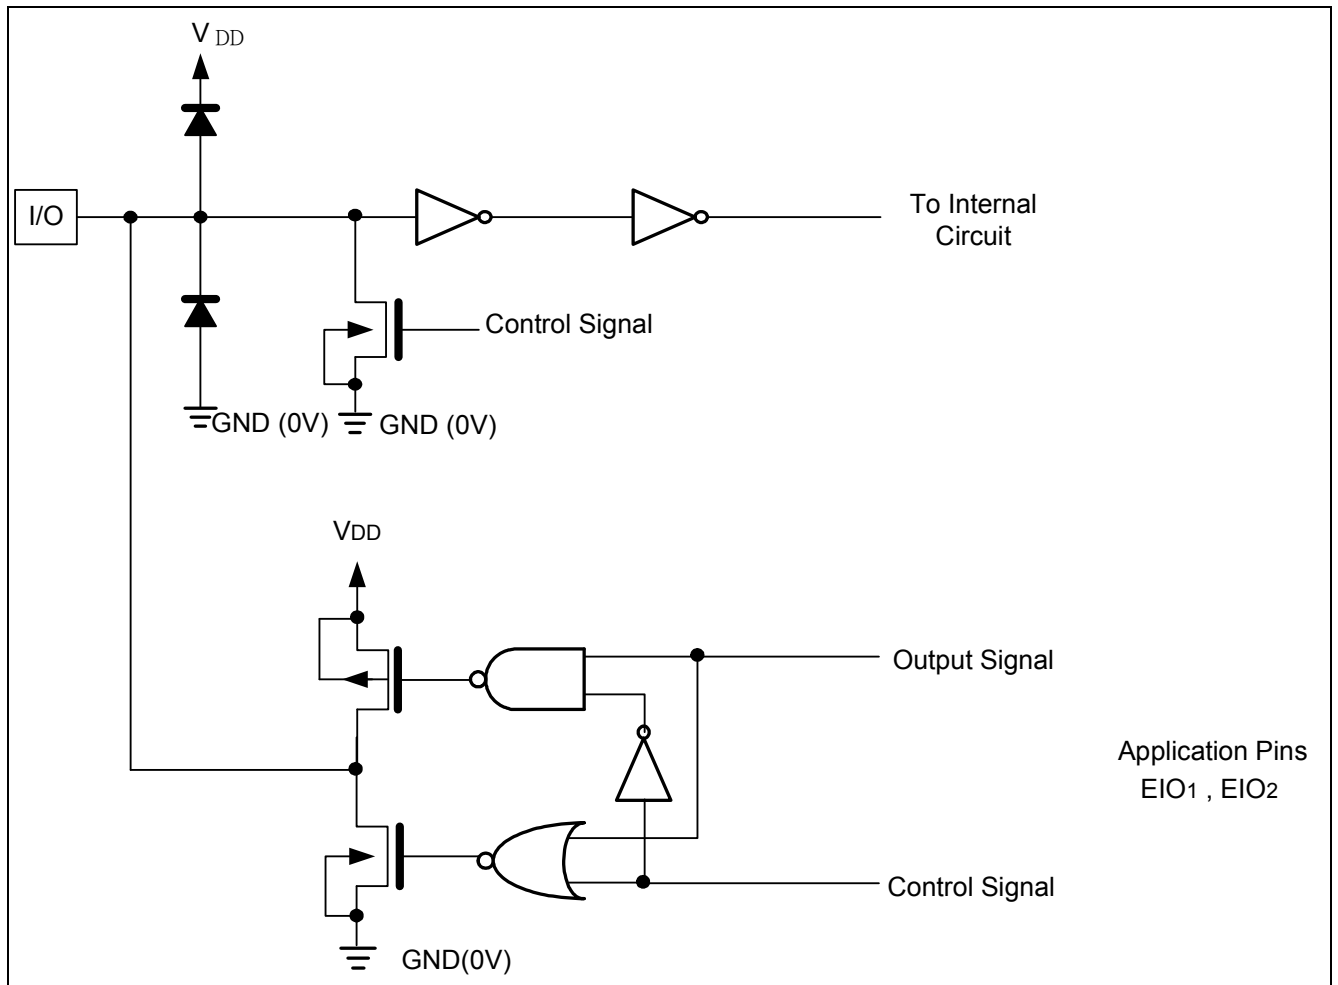 V DD
I/O
To Internal
Circuit
Control Signal
GND (0V)
GND (0V)
VDD
Output Signal
Application Pins
EIO1 , EIO2
Control Signal
GND(0V)